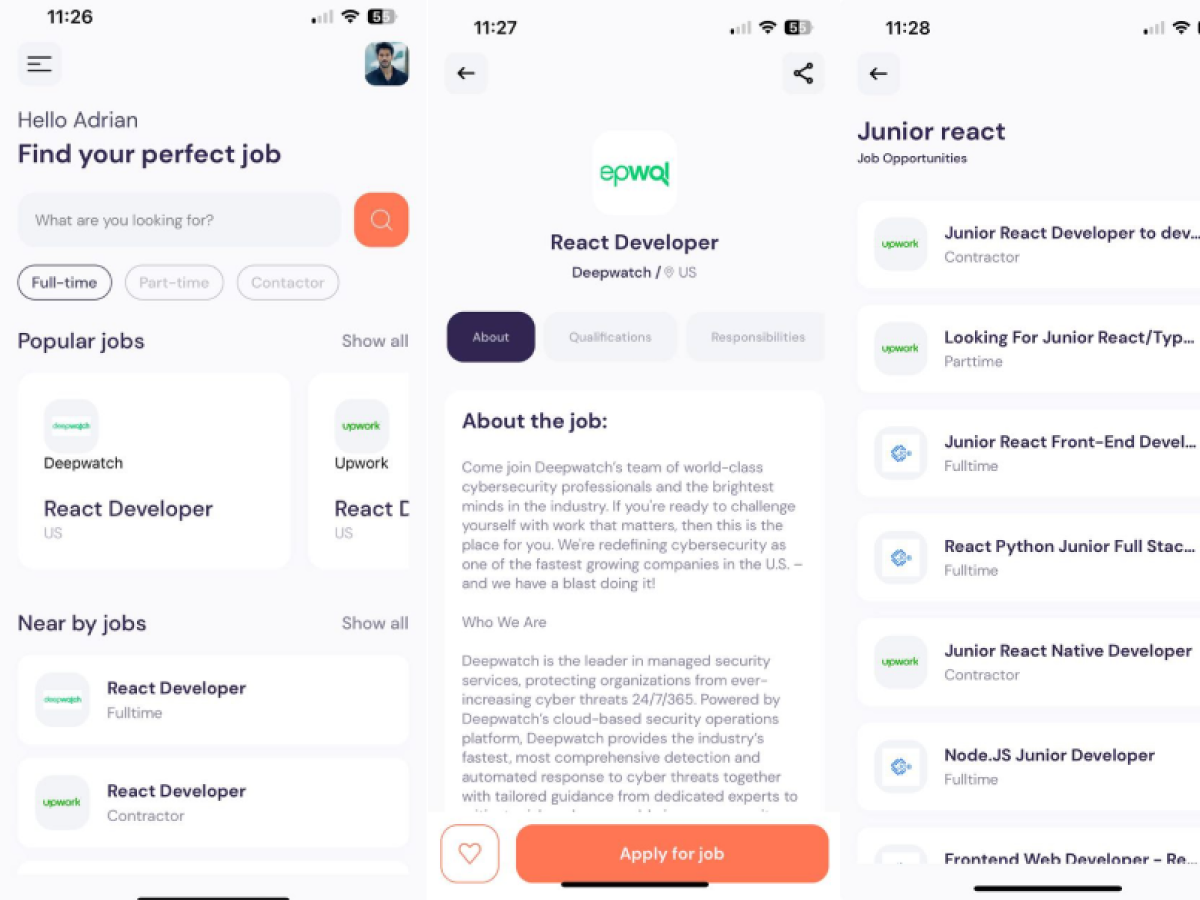 11:26
55
Hello Adrian
Find your perfect job
What are you looking for?
Full-time
Part-time
Contactor
Popular jobs
Show all
deepwatch
Deepwatch
React Developer
US
upwork
Upwork
React D
US
Near by jobs
Show all
deepwatch
React Developer
Fulltime
upwork
React Developer
Contractor
11:27
55
epwa
React Developer
Deepwatch / US
About
Qualifications
Responsibilities
About the job:
Come join Deepwatch's team of world-class
cybersecurity professionals and the brightest
minds in the industry. If you're ready to challenge
yourself with work that matters, then this is the
place for you. We're redefining cybersecurity as
one of the fastest growing companies in the U.S. –
and we have a blast doing it!
Who We Are
Deepwatch is the leader in managed security
services, protecting organizations from ever-
increasing cyber threats 24/7/365. Powered by
Deepwatch's cloud-based security operations
platform, Deepwatch provides the industry's
fastest, most comprehensive detection and
automated response to cyber threats together
with tailored guidance from dedicated experts to
Apply for job
11:28
Junior react
Job Opportunities
upwork
Junior React Developer to dev...
Contractor
upwork
Looking For Junior React/Typ...
Parttime
Junior React Front-End Devel...
Fulltime
React Python Junior Full Stac...
Fulltime
upwork
Junior React Native Developer
Contractor
Node.JS Junior Developer
Fulltime
Frontend Web Developer - Re...